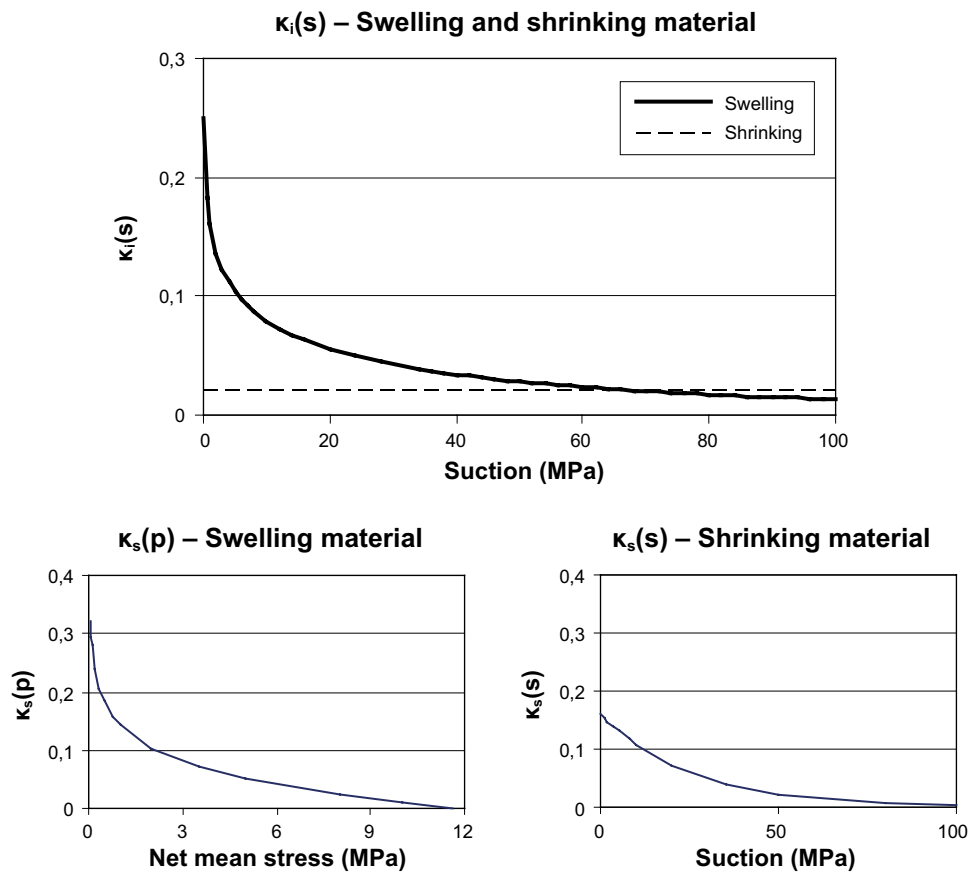 κᵢ(s) – Swelling and shrinking material
0,3
0,2
0,1
0
κᵢ(s)
Swelling
Shrinking
0 20 40 60 80 100
Suction (MPa)
κₛ(p) – Swelling material
0,4
0,3
0,2
0,1
0
κₛ(p)
0 3 6 9 12
Net mean stress (MPa)
κₛ(s) – Shrinking material
0,4
0,3
0,2
0,1
0
κₛ(s)
0 50 100
Suction (MPa)